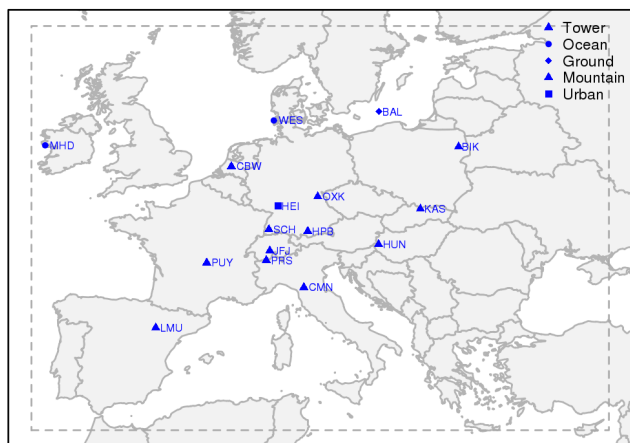 Tower
Ocean
Ground
Mountain
Urban
WES
BAL
MHD
BIK
CBW
OXK
HEI
KAS
SCH
HPB
HUN
JFJ
PRS
PUY
CMN
LMU